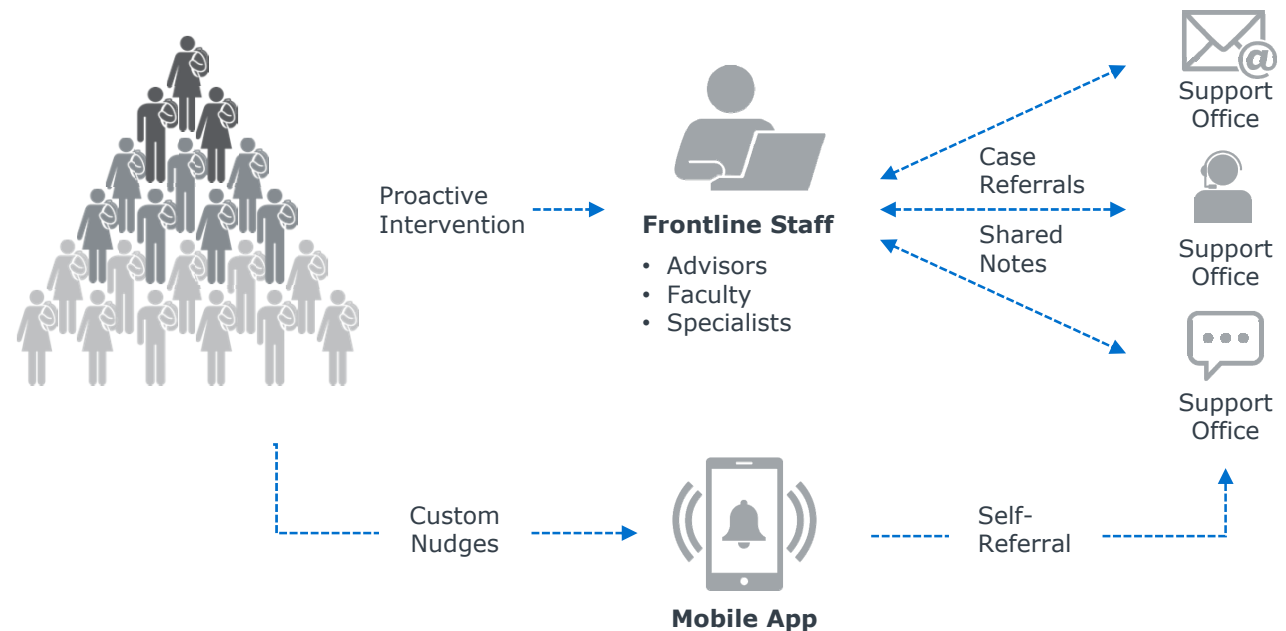 Proactive
Intervention
Frontline Staff
• Advisors
• Faculty
• Specialists
Case
Referrals
Shared
Notes
@
Support
Office
Support
Office
Support
Office
Custom
Nudges
Mobile App
Self-
Referral